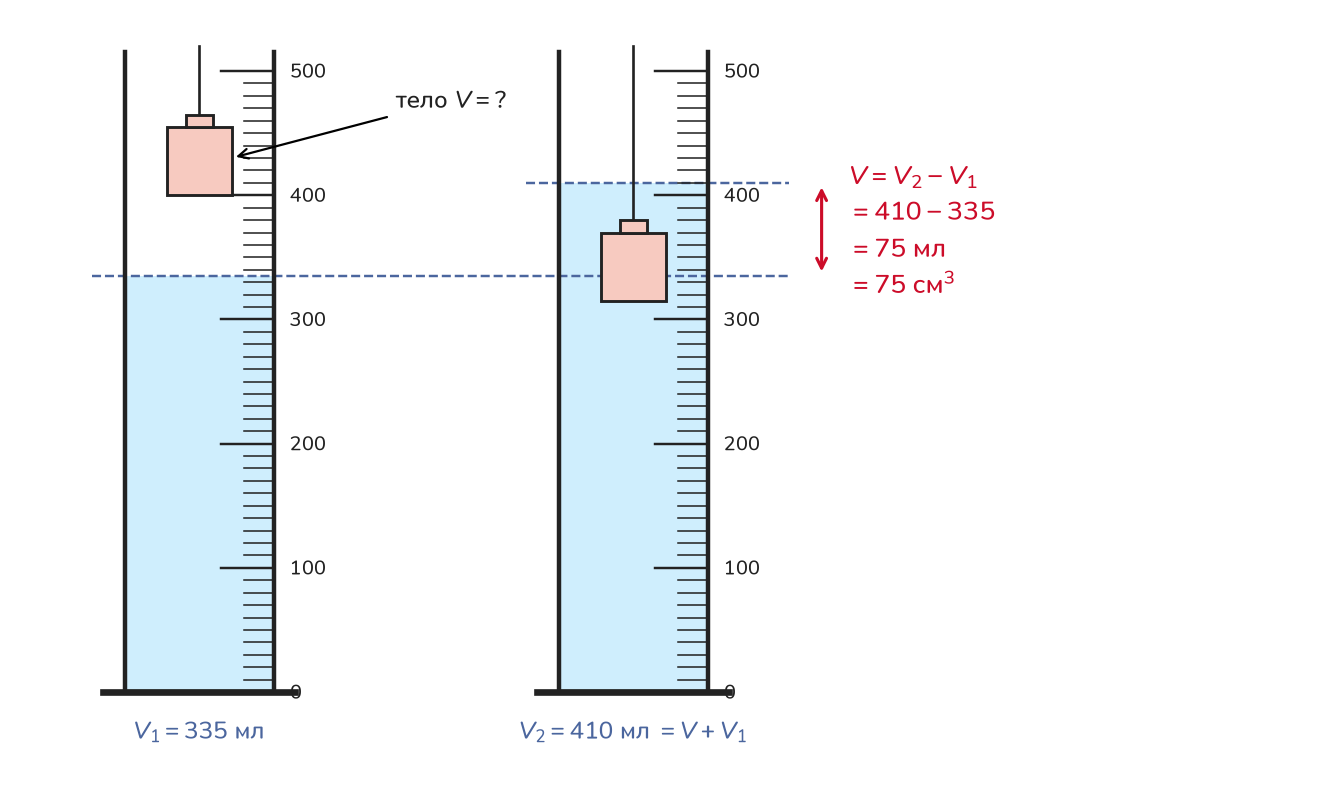 500
400
300
200
100
0
тело V = ?
500
400
300
200
100
0
V = V₂ – V₁
= 410 – 335
= 75 мл
= 75 см³
V₁ = 335 мл
V₂ = 410 мл = V + V₁